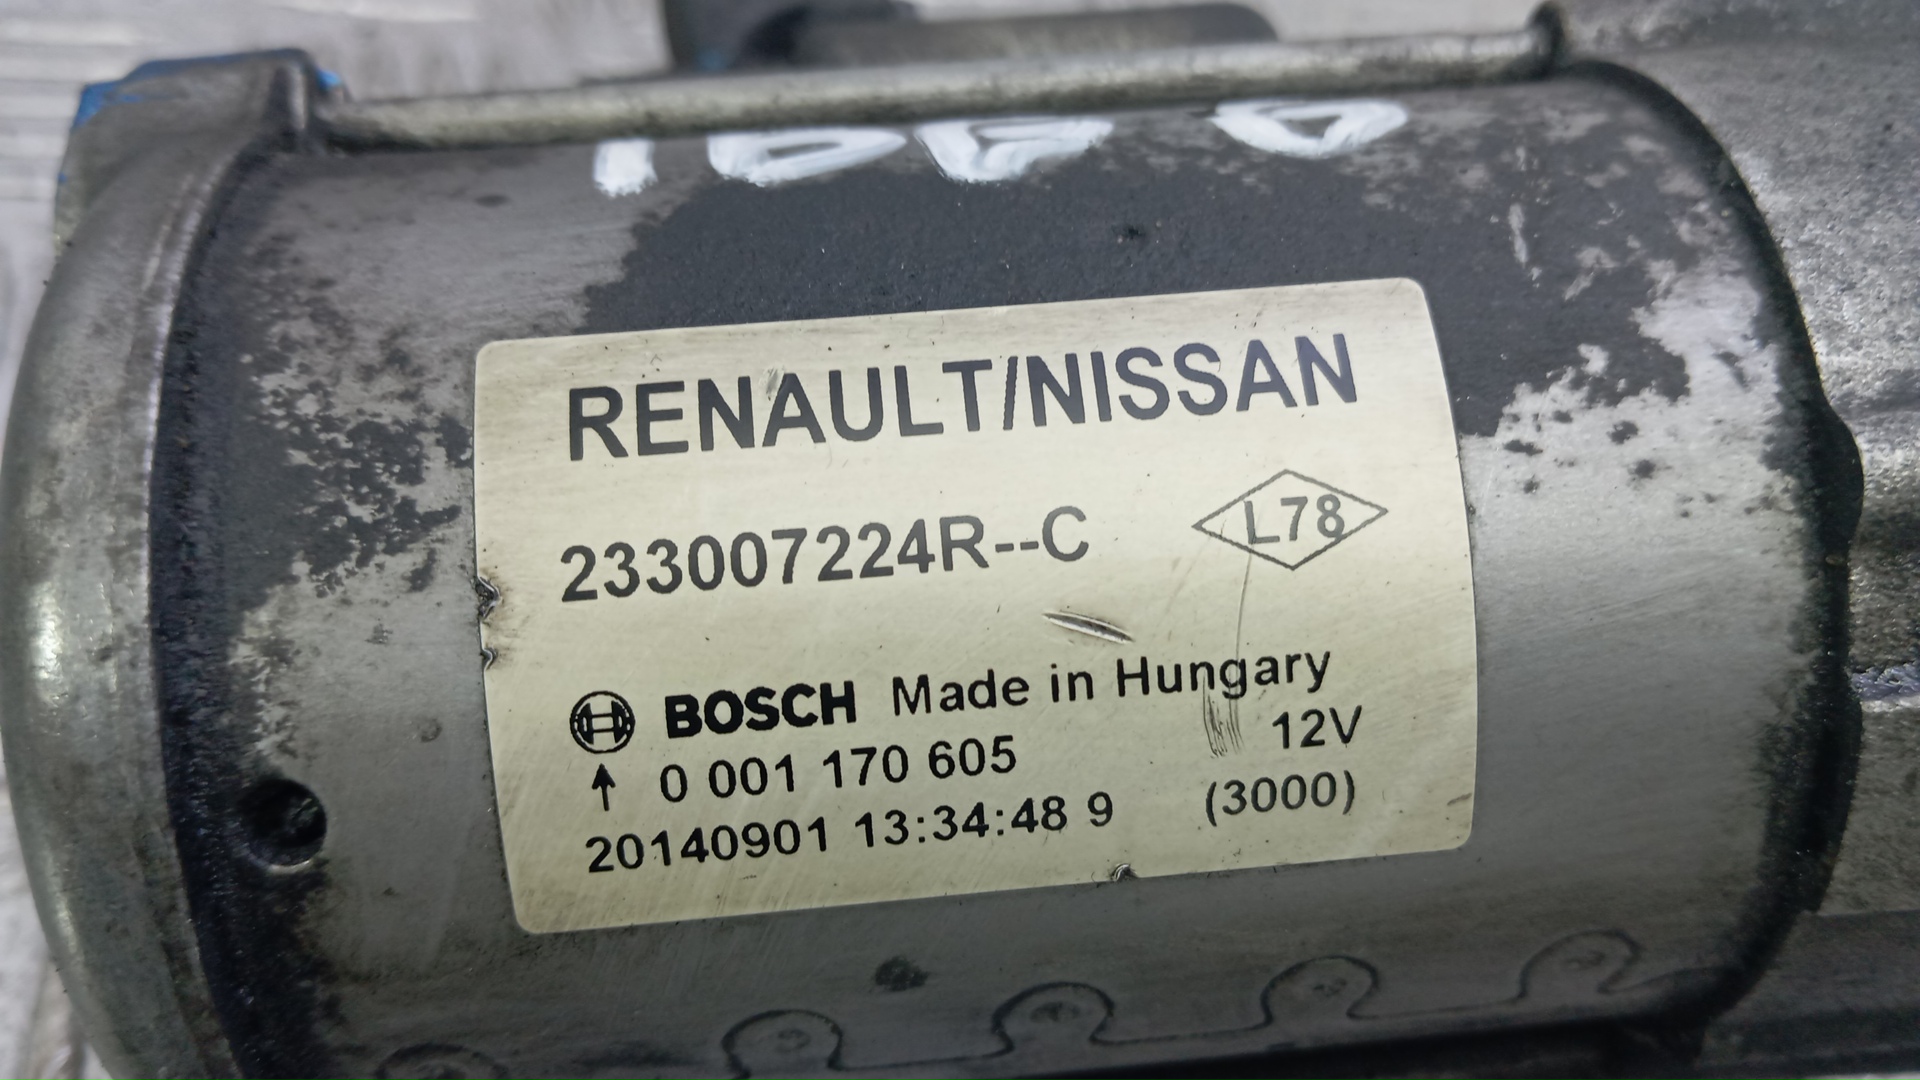 RENAULT/NISSAN
233007224R--C
L78
BOSCH Made in Hungary
0 001 170 605 12V
20140901 13:34:48 9 (3000)